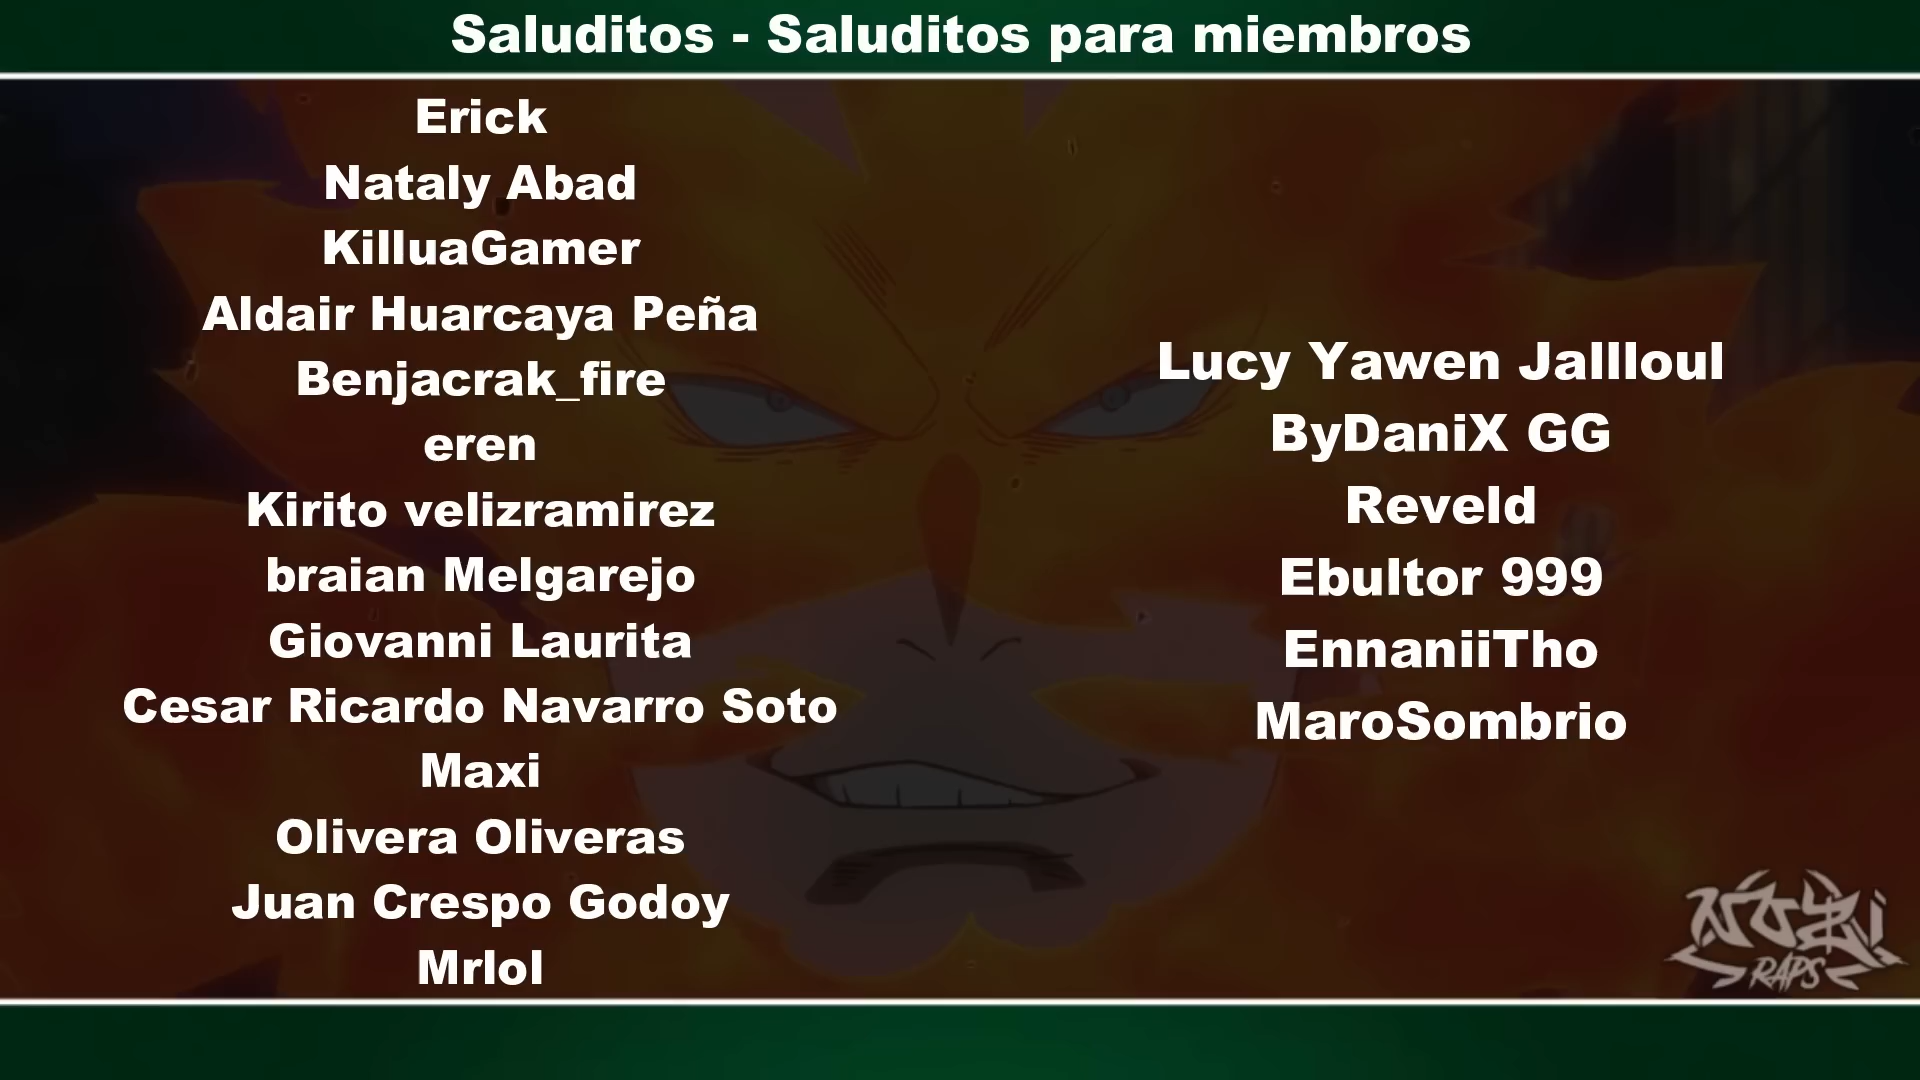 Saluditos - Saluditos para miembros
Erick
Nataly Abad
KilluaGamer
Aldair Huarcaya Peña
Benjacrak_fire
eren
Kirito velizramirez
braian Melgarejo
Giovanni Laurita
Cesar Ricardo Navarro Soto
Maxi
Olivera Oliveras
Juan Crespo Godoy
Mrlol
Lucy Yawen Jallloul
ByDaniX GG
Reveld
Ebultor 999
EnnaniiTho
MaroSombrio
RAPS